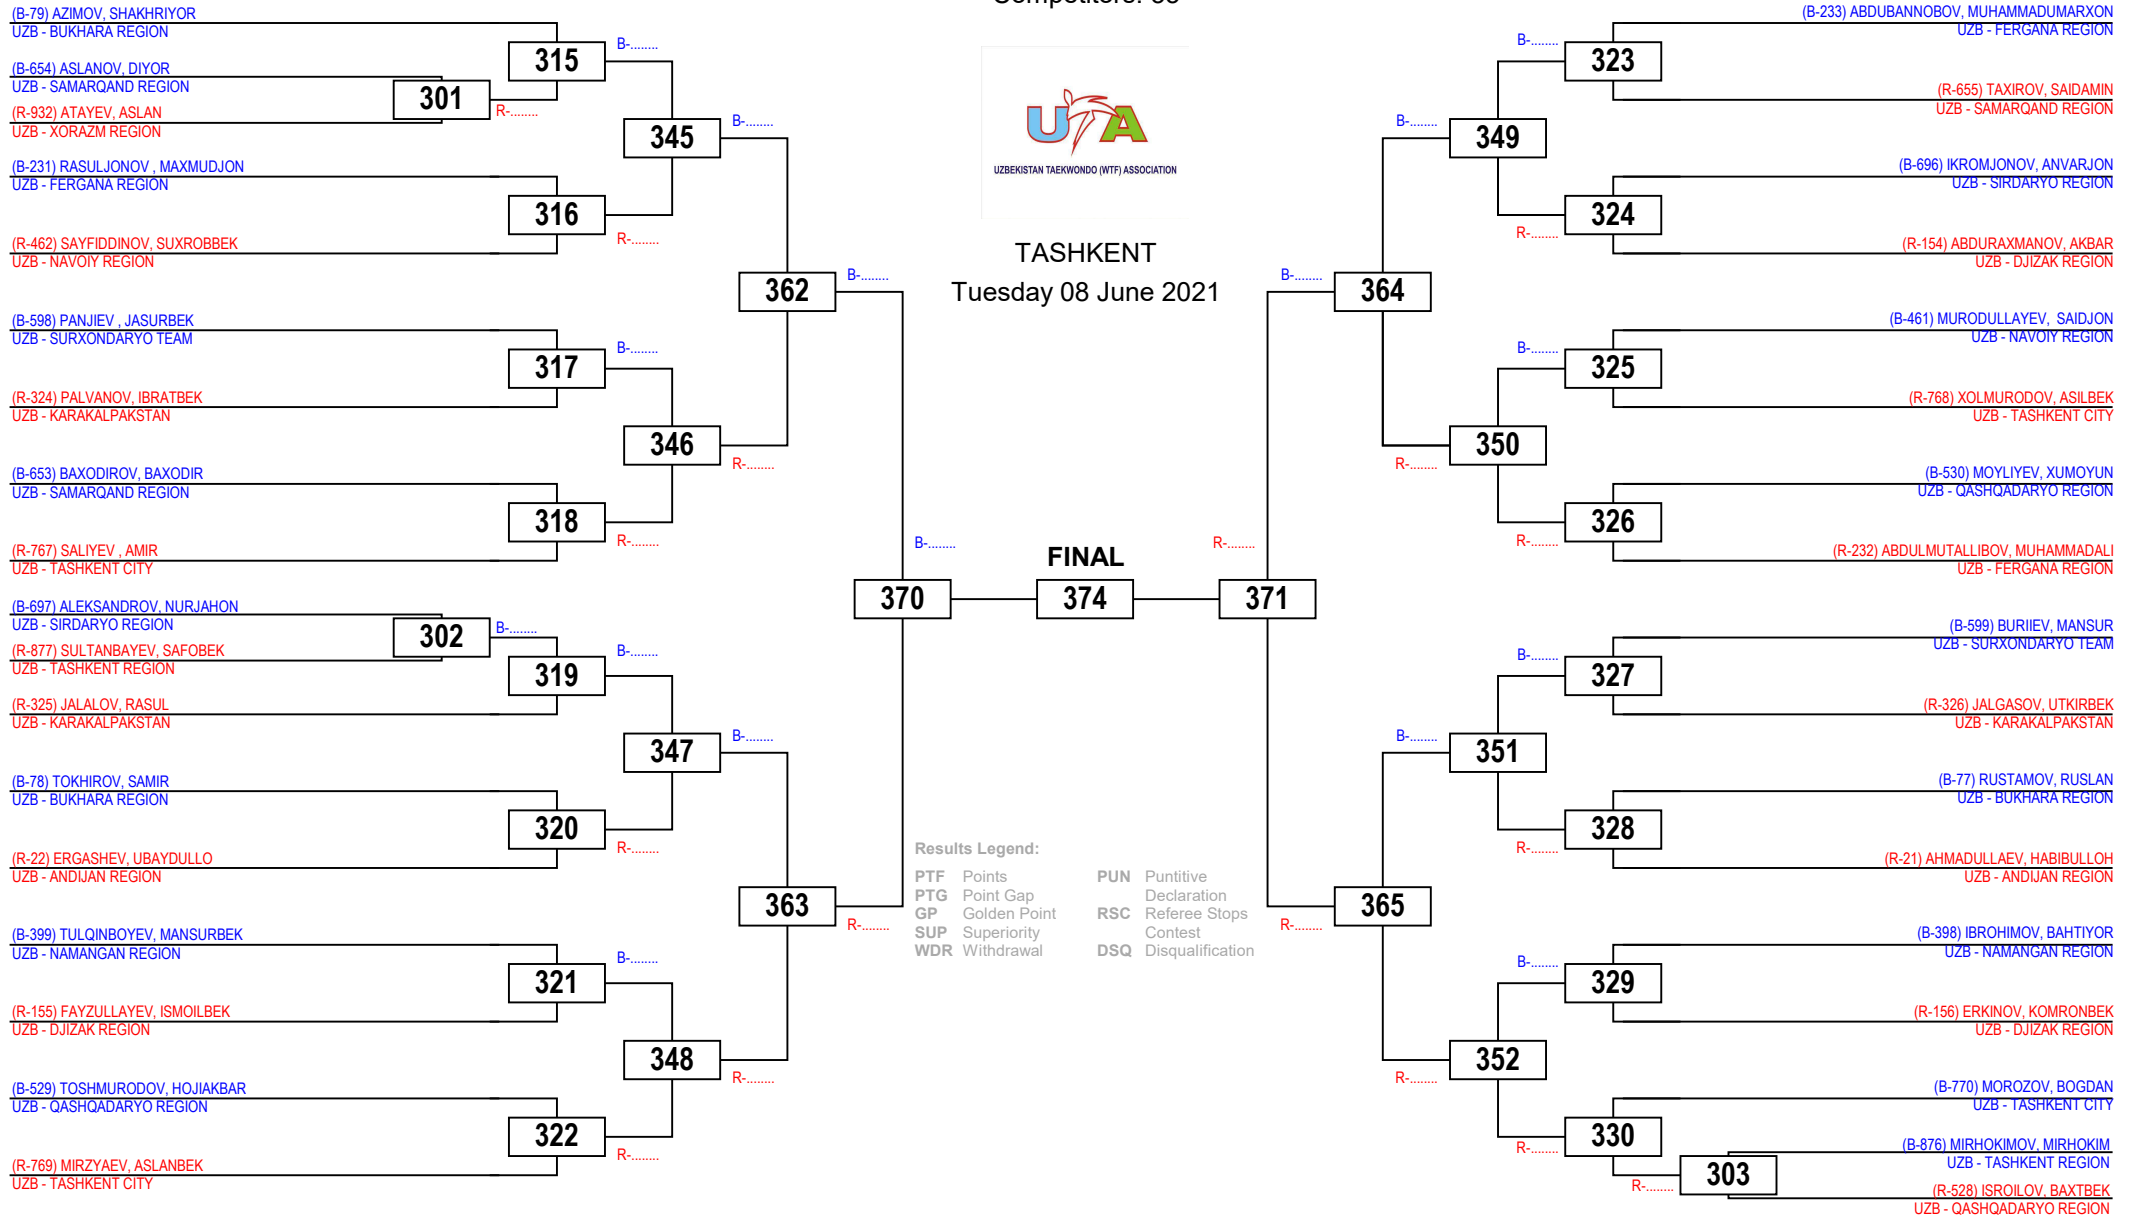 (B-79) AZIMOV, SHAKHRIYOR
UZB - BUKHARA REGION
(B-654) ASLANOV, DIYOR
UZB - SAMARQAND REGION
(R-932) ATAYEV, ASLAN
UZB - XORAZM REGION
(B-231) RASULJONOV , MAXMUDJON
UZB - FERGANA REGION
(R-462) SAYFIDDINOV, SUXROBBEK
UZB - NAVOIY REGION
(B-598) PANJIEV , JASURBEK
UZB - SURXONDARYO TEAM
(R-324) PALVANOV, IBRATBEK
UZB - KARAKALPAKSTAN
(B-653) BAXODIROV, BAXODIR
UZB - SAMARQAND REGION
(R-767) SALIYEV , AMIR
UZB - TASHKENT CITY
(B-697) ALEKSANDROV, NURJAHON
UZB - SIRDARYO REGION
(R-877) SULTANBAYEV, SAFOBEK
UZB - TASHKENT REGION
(R-325) JALALOV, RASUL
UZB - KARAKALPAKSTAN
(B-78) TOKHIROV, SAMIR
UZB - BUKHARA REGION
(R-22) ERGASHEV, UBAYDULLO
UZB - ANDIJAN REGION
(B-399) TULQINBOYEV, MANSURBEK
UZB - NAMANGAN REGION
(R-155) FAYZULLAYEV, ISMOILBEK
UZB - DJIZAK REGION
(B-529) TOSHMURODOV, HOJIAKBAR
UZB - QASHQADARYO REGION
(R-769) MIRZYAEV, ASLANBEK
UZB - TASHKENT CITY
301
R-........
302
B-........
315
B-........
316
R-........
317
B-........
318
R-........
319
B-........
320
R-........
321
B-........
322
R-........
345
B-........
346
R-........
347
B-........
348
R-........
362
B-........
363
R-........
370
B-........
UTA
UZBEKISTAN TAEKWONDO (WTF) ASSOCIATION
TASHKENT
Tuesday 08 June 2021
FINAL
374
Results Legend:
PTF Points
PTG Point Gap
GP Golden Point
SUP Superiority
WDR Withdrawal
PUN Puntitive
Declaration
RSC Referee Stops
Contest
DSQ Disqualification
R-........
371
B-........
364
R-........
365
B-........
349
R-........
350
B-........
351
R-........
352
B-........
323
R-........
324
B-........
325
R-........
326
B-........
327
R-........
328
B-........
329
R-........
330
R-........
303
(B-233) ABDUBANNOBOV, MUHAMMADUMARXON
UZB - FERGANA REGION
(R-655) TAXIROV, SAIDAMIN
UZB - SAMARQAND REGION
(B-696) IKROMJONOV, ANVARJON
UZB - SIRDARYO REGION
(R-154) ABDURAXMANOV, AKBAR
UZB - DJIZAK REGION
(B-461) MURODULLAYEV, SAIDJON
UZB - NAVOIY REGION
(R-768) XOLMURODOV, ASILBEK
UZB - TASHKENT CITY
(B-530) MOYLIYEV, XUMOYUN
UZB - QASHQADARYO REGION
(R-232) ABDULMUTALLIBOV, MUHAMMADALI
UZB - FERGANA REGION
(B-599) BURIIEV, MANSUR
UZB - SURXONDARYO TEAM
(R-326) JALGASOV, UTKIRBEK
UZB - KARAKALPAKSTAN
(B-77) RUSTAMOV, RUSLAN
UZB - BUKHARA REGION
(R-21) AHMADULLAEV, HABIBULLOH
UZB - ANDIJAN REGION
(B-398) IBROHIMOV, BAHTIYOR
UZB - NAMANGAN REGION
(R-156) ERKINOV, KOMRONBEK
UZB - DJIZAK REGION
(B-770) MOROZOV, BOGDAN
UZB - TASHKENT CITY
(B-876) MIRHOKIMOV, MIRHOKIM
UZB - TASHKENT REGION
(R-528) ISROILOV, BAXTBEK
UZB - QASHQADARYO REGION